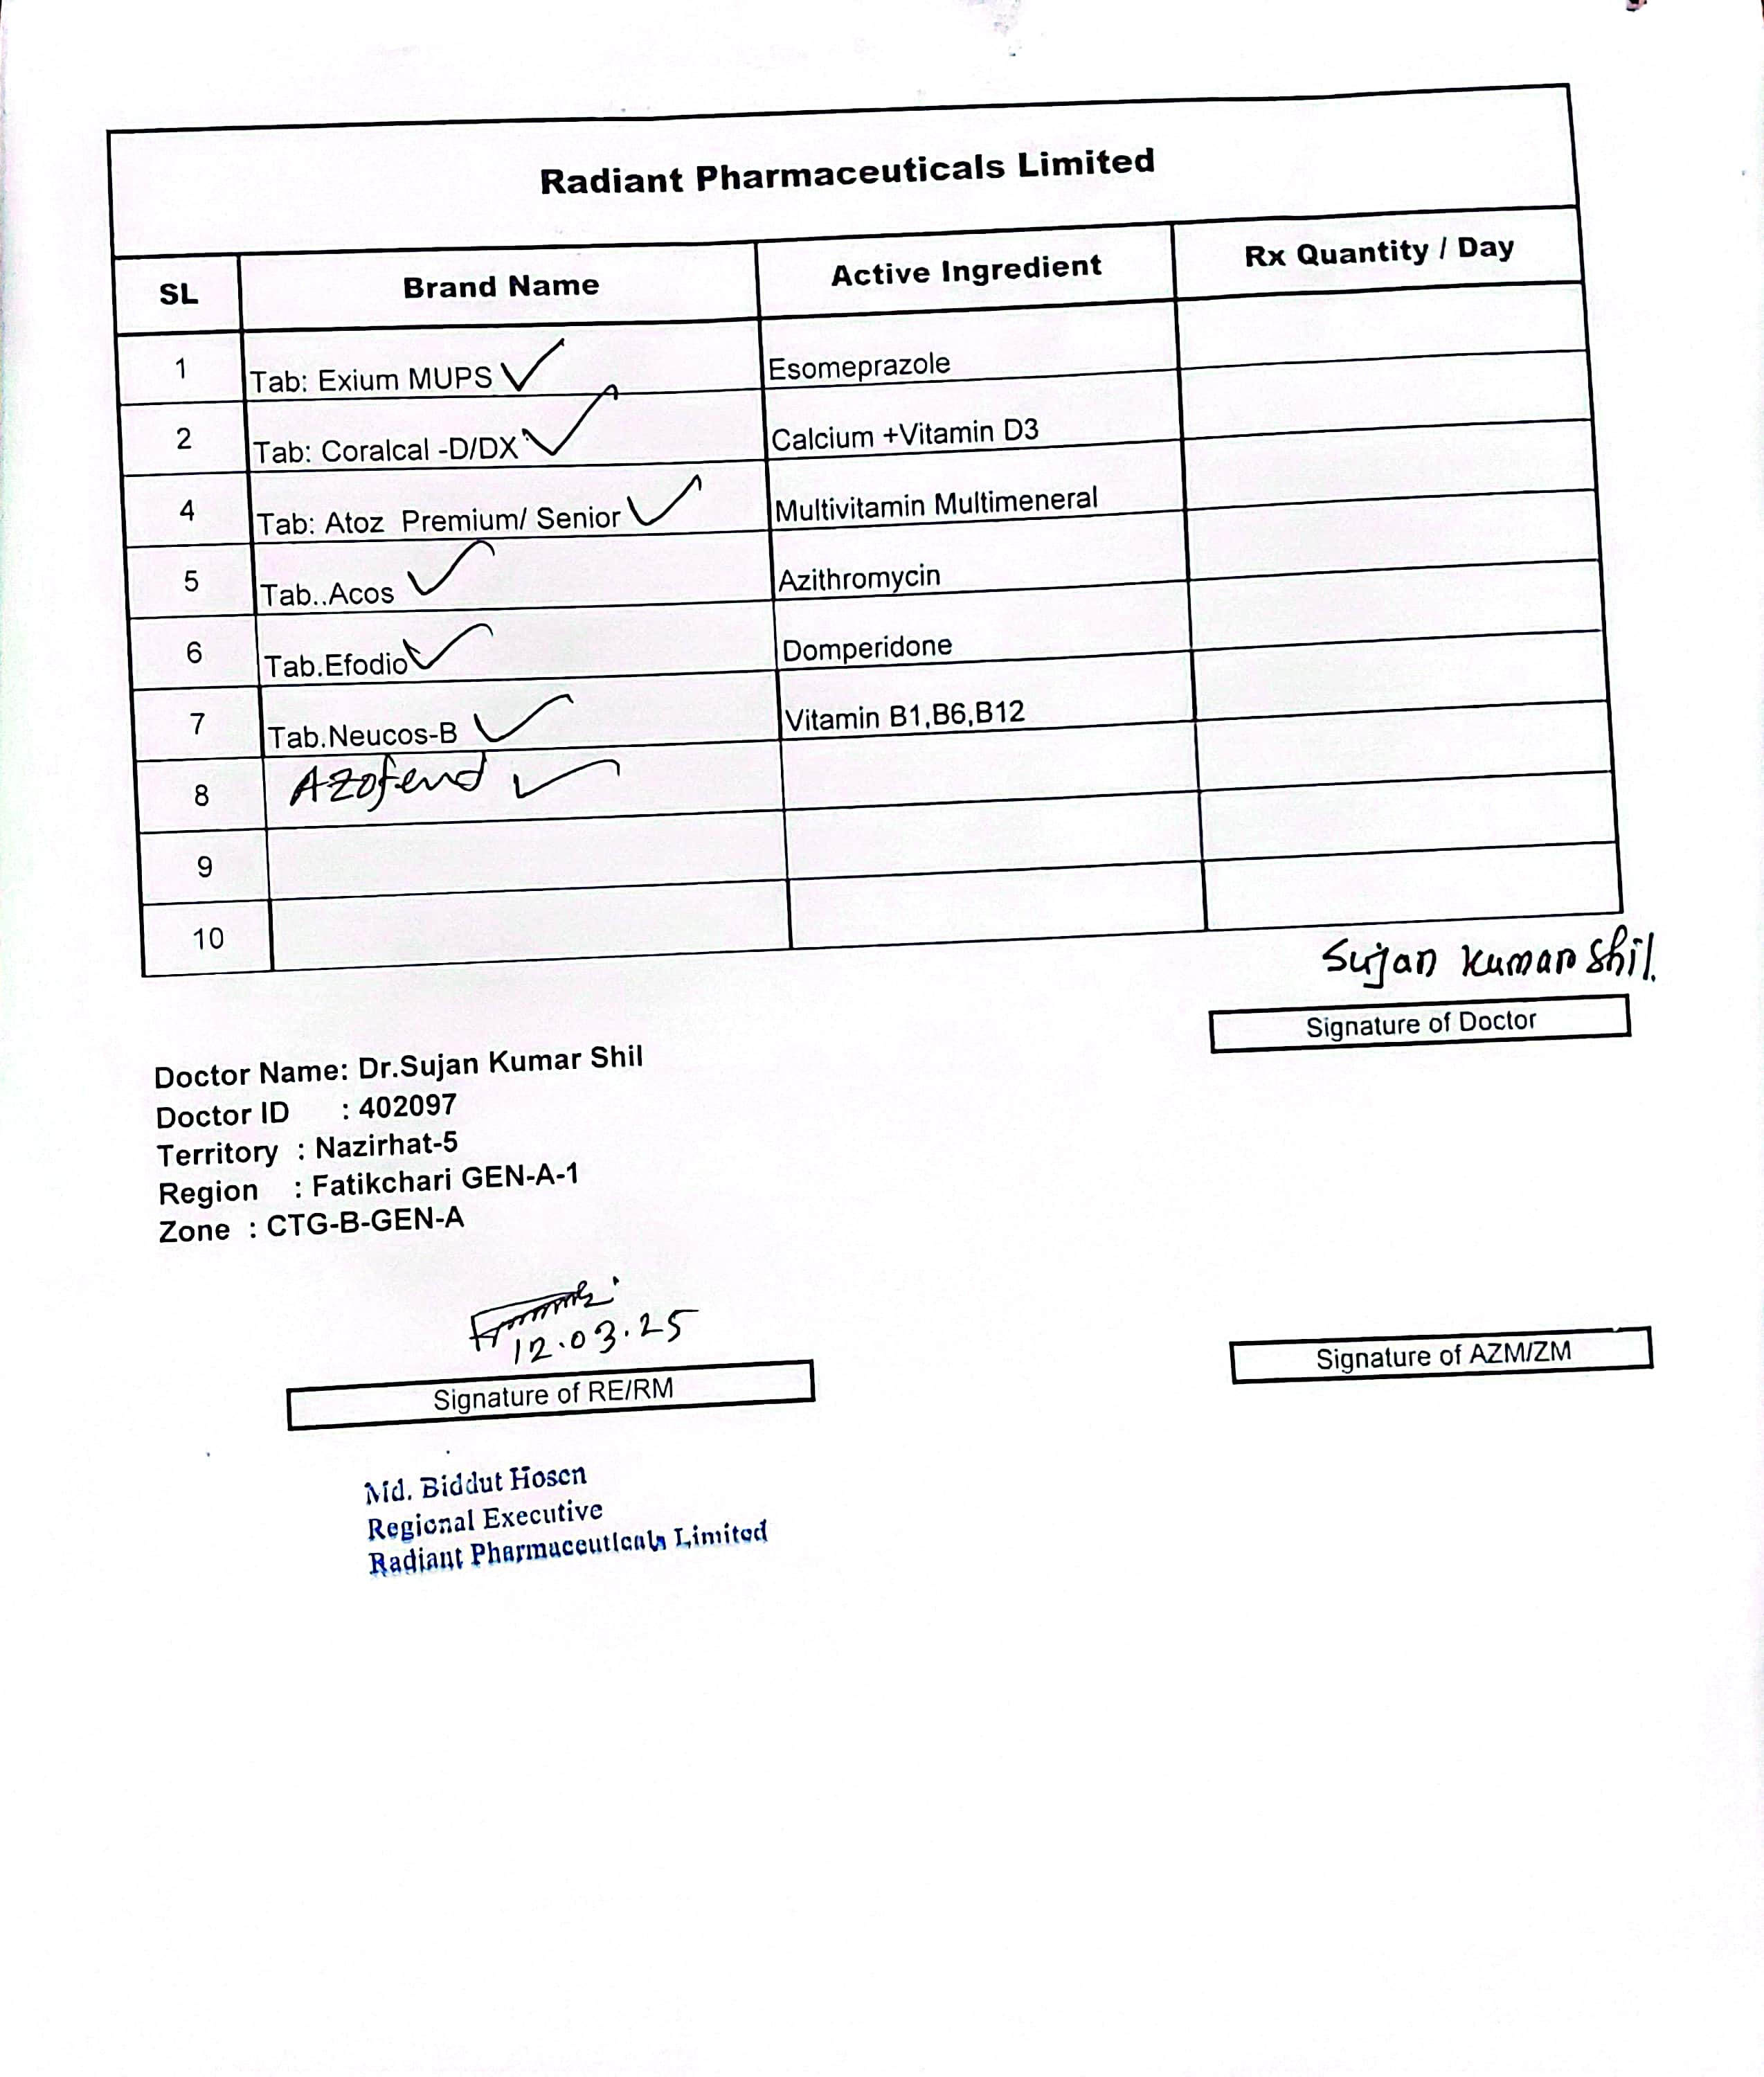 Radiant Pharmaceuticals Limited
SL Brand Name Active Ingredient Rx Quantity / Day
1 Tab: Exium MUPS ✓ Esomeprazole
2 Tab: Coralcal -D/DX ✓ Calcium +Vitamin D3
4 Tab: Atoz Premium/ Senior ✓ Multivitamin Multimeneral
5 Tab..Acos ✓ Azithromycin
6 Tab.Efodio ✓ Domperidone
7 Tab.Neucos-B ✓ Vitamin B1,B6,B12
8 Azofend ✓
9
10
Sujan Kumar Shil.
Signature of Doctor
Doctor Name: Dr.Sujan Kumar Shil
Doctor ID : 402097
Territory : Nazirhat-5
Region : Fatikchari GEN-A-1
Zone : CTG-B-GEN-A
12.03.25
Signature of RE/RM
Signature of AZM/ZM
Md. Biddut Hosen
Regional Executive
Radiant Pharmaceuticals Limited